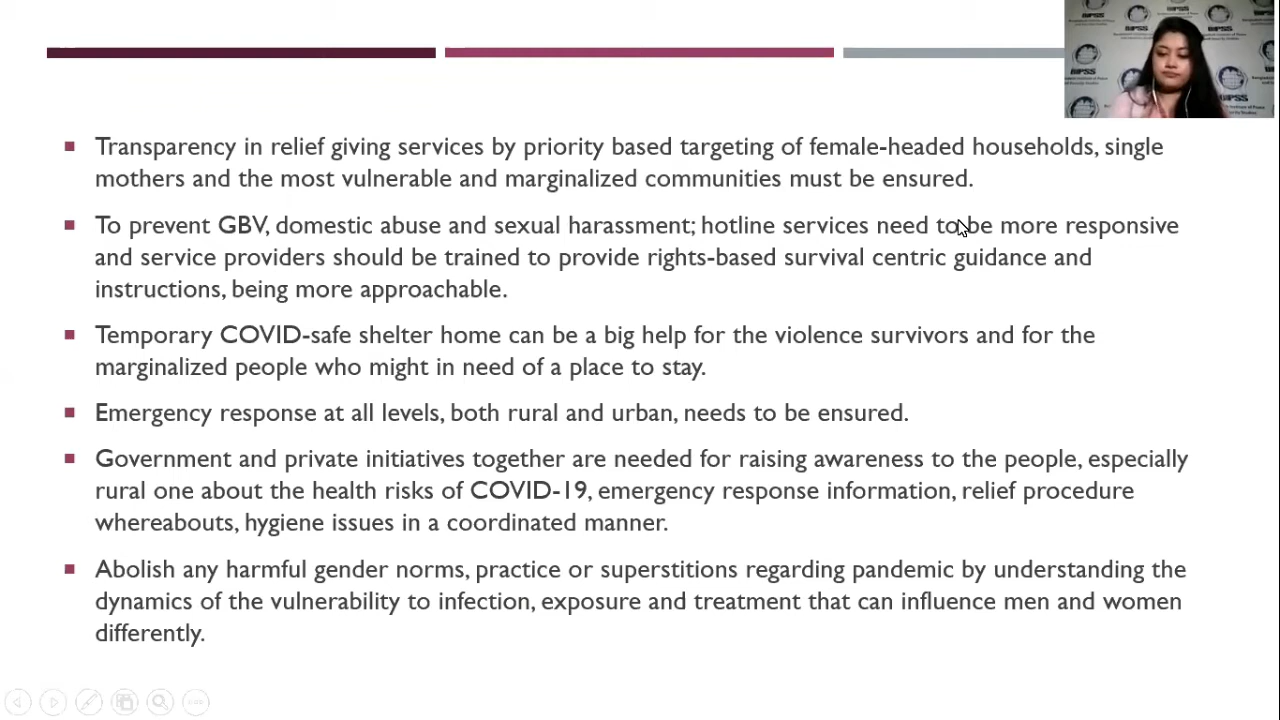 BIPSS
BIPSS
Transparency in relief giving services by priority based targeting of female-headed households, single
mothers and the most vulnerable and marginalized communities must be ensured.
To prevent GBV, domestic abuse and sexual harassment; hotline services need to be more responsive
and service providers should be trained to provide rights-based survival centric guidance and
instructions, being more approachable.
Temporary COVID-safe shelter home can be a big help for the violence survivors and for the
marginalized people who might in need of a place to stay.
Emergency response at all levels, both rural and urban, needs to be ensured.
Government and private initiatives together are needed for raising awareness to the people, especially
rural one about the health risks of COVID-19, emergency response information, relief procedure
whereabouts, hygiene issues in a coordinated manner.
Abolish any harmful gender norms, practice or superstitions regarding pandemic by understanding the
dynamics of the vulnerability to infection, exposure and treatment that can influence men and women
differently.